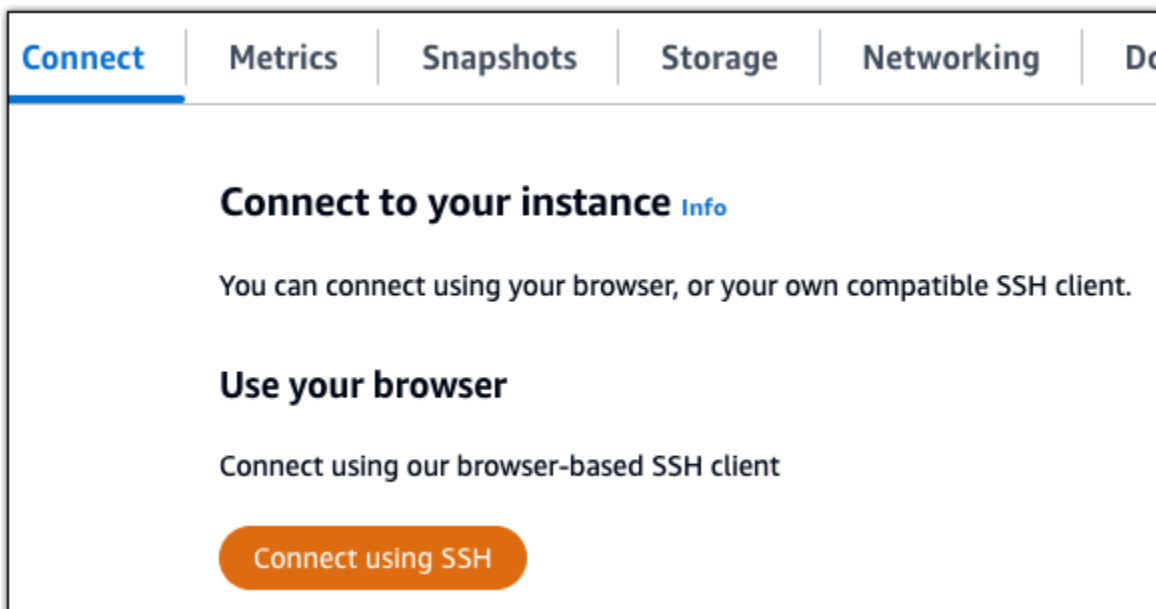 Connect Metrics Snapshots Storage Networking
Connect to your instance Info
You can connect using your browser, or your own compatible SSH client.
Use your browser
Connect using our browser-based SSH client
Connect using SSH